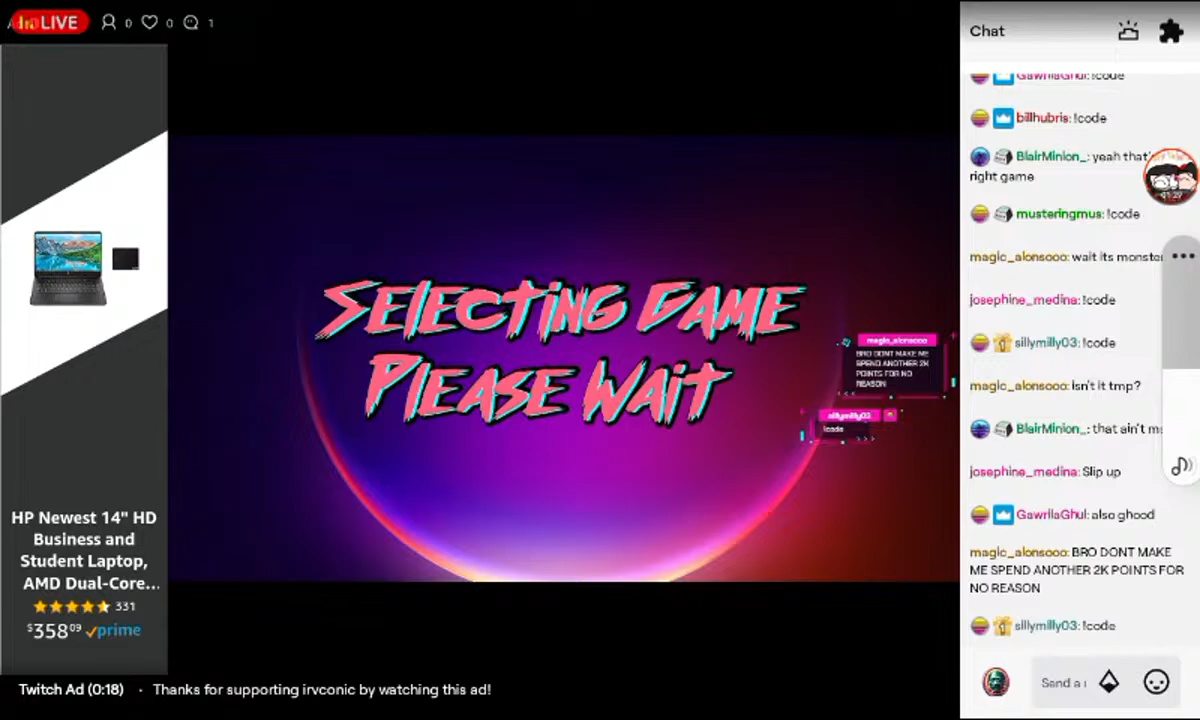 LIVE 0 0 1
HP Newest 14" HD
Business and
Student Laptop,
AMD Dual-Core...
331
$358.09 prime
Twitch Ad (0:18) · Thanks for supporting irvconic by watching this ad!
SELECTING GAME
PLEASE WAIT
magic_alonsooo
BRO DONT MAKE ME
SPEND ANOTHER 2K
POINTS FOR NO
REASON
sillymilly03
!code
Chat
GawrllaGhul: !code
billhubris: !code
BlairMinion_: yeah that'
right game
01:29
musteringmus: !code
magic_alonsooo: wait its monste
josephine_medina: !code
sillymilly03: !code
magic_alonsooo: isn't it tmp?
BlairMinion_: that ain't m
josephine_medina: Slip up
GawrllaGhul: also ghood
magic_alonsooo: BRO DONT MAKE
ME SPEND ANOTHER 2K POINTS FOR
NO REASON
sillymilly03: !code
Send a